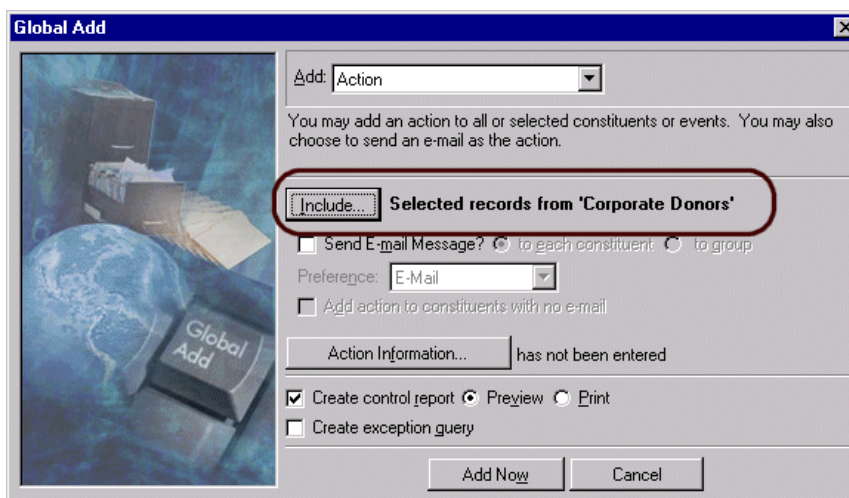 Global Add
Add: Action
You may add an action to all or selected constituents or events. You may also
choose to send an e-mail as the action.
Include... Selected records from 'Corporate Donors'
Send E-mail Message? to each constituent to group
Preference: E-Mail
Add action to constituents with no e-mail
Global
Add
Action Information... has not been entered
Create control report Preview Print
Create exception query
Add Now Cancel